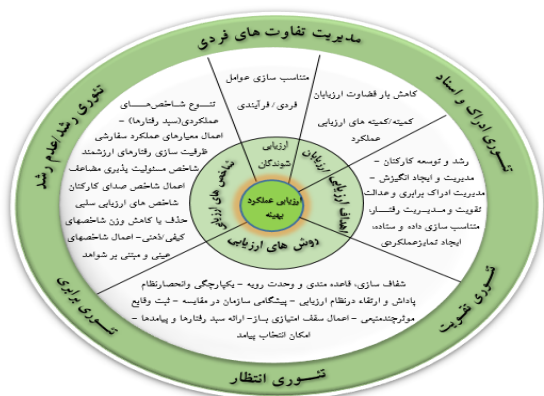 مدیریت تفاوت های فردی
تئوری ادراک و اسناد
تئوری تقویت
تئوری انتظار
تئوری برابری
تئوری رشد/عدم رشد
متناسب سازی عوامل
فردی/ فرآیندی
کاهش بار قضاوت ارزیابان
کمیته/کمیته های ارزیابی
عملکرد
رشد و توسعه کارکنان –
مدیریت و ایجاد انگیزش –
مدیریت ادراک برابری و عدالت
تقویت و مدیریت رفتار،
متناسب سازی داده و ستاده،
ایجاد تمایزعملکردی
شفاف سازی، قاعده مندی و وحدت رویه – یکپارچگی وانحصارنظام
پاداش و ارتقاء درنظام ارزیابی – پیشگامی سازمان در مقایسه – ثبت وقایع
موثرچندمنبعی – اعمال سقف امتیازی باز- ارائه سبد رفتارها و پیامدها –
امکان انتخاب پیامد
تنوع شاخص‌های
عملکردی(سبد رفتارها) –
اعمال معیارهای عملکرد سفارشی
ظرفیت سازی رفتارهای ارزشمند
شاخص مسئولیت پذیری مضاعف
اعمال شاخص صدای کارکنان
شاخص های ارزیابی سلبی
حذف یا کاهش وزن شاخصهای
کیفی/ذهنی– اعمال شاخصهای
عینی و مبتنی بر شواهد
ارزیابی
شوندگان
ارزیابی ارزیابان
اهداف ارزیابی
روش های ارزیابی
شاخص های ارزیابی
ارزیابی عملکرد
بهینه